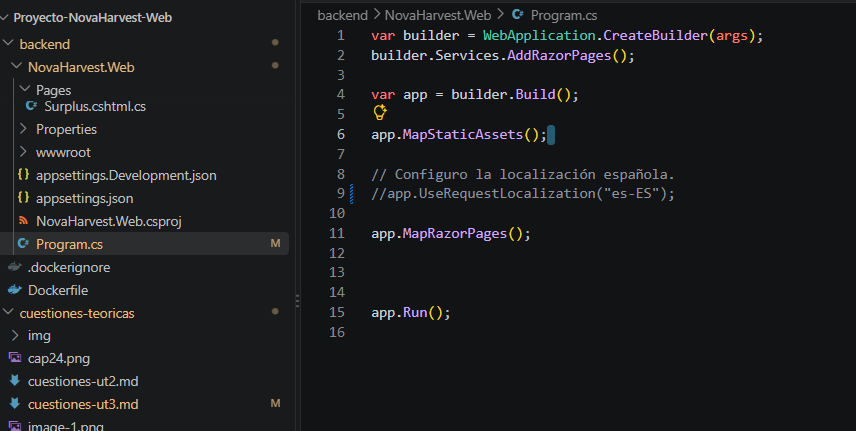 Proyecto-NovaHarvest-Web
backend
NovaHarvest.Web
Pages
C# Surplus.cshtml.cs
Properties
wwwroot
{} appsettings.Development.json
{} appsettings.json
NovaHarvest.Web.csproj
C# Program.cs M
.dockerignore
Dockerfile
cuestiones-teoricas
img
cap24.png
cuestiones-ut2.md
cuestiones-ut3.md M
image-1.png
backend > NovaHarvest.Web > C# Program.cs
1 var builder = WebApplication.CreateBuilder(args);
2 builder.Services.AddRazorPages();
3
4 var app = builder.Build();
5
6 app.MapStaticAssets();
7
8 // Configuro la localización española.
9 //app.UseRequestLocalization("es-ES");
10
11 app.MapRazorPages();
12
13
14
15 app.Run();
16